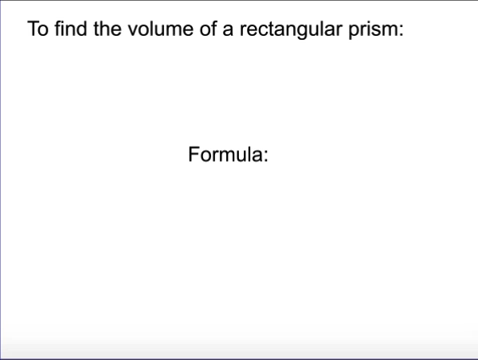 To find the volume of a rectangular prism:
Formula: